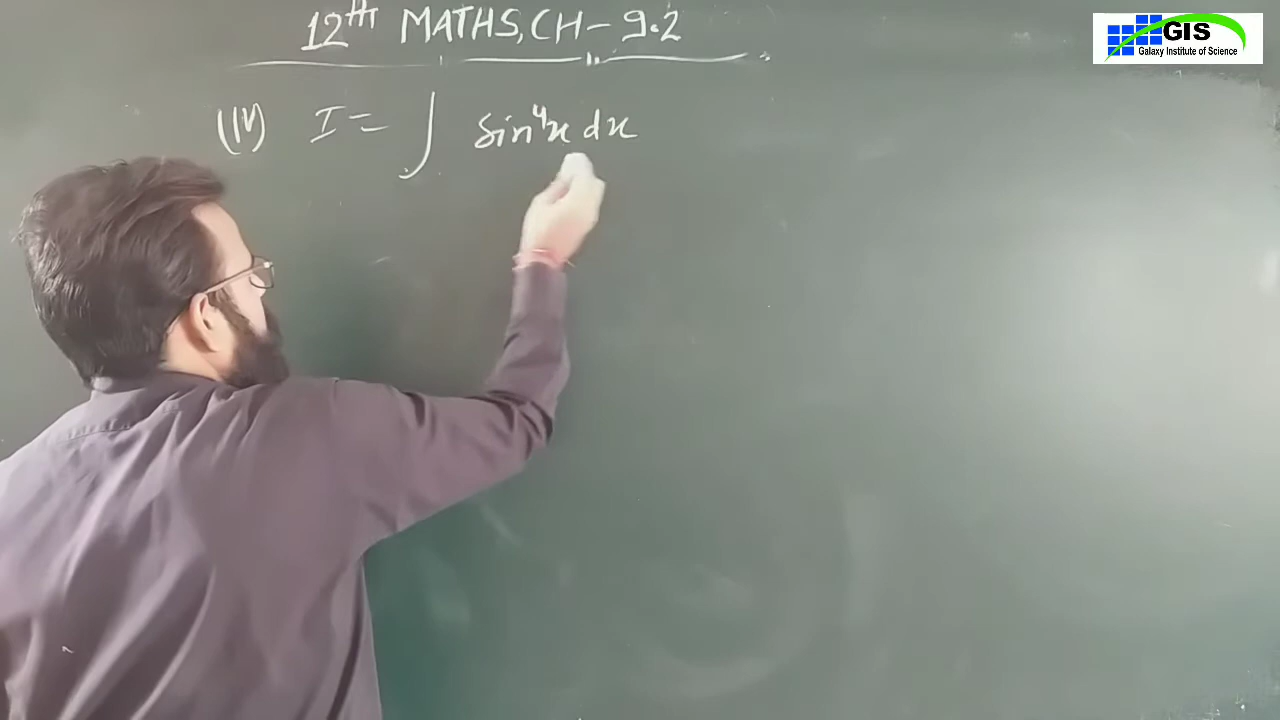 12TH MATHS, CH - 9.2
GIS
Galaxy Institute of Science
(IV) I = ∫ sin⁴x dx